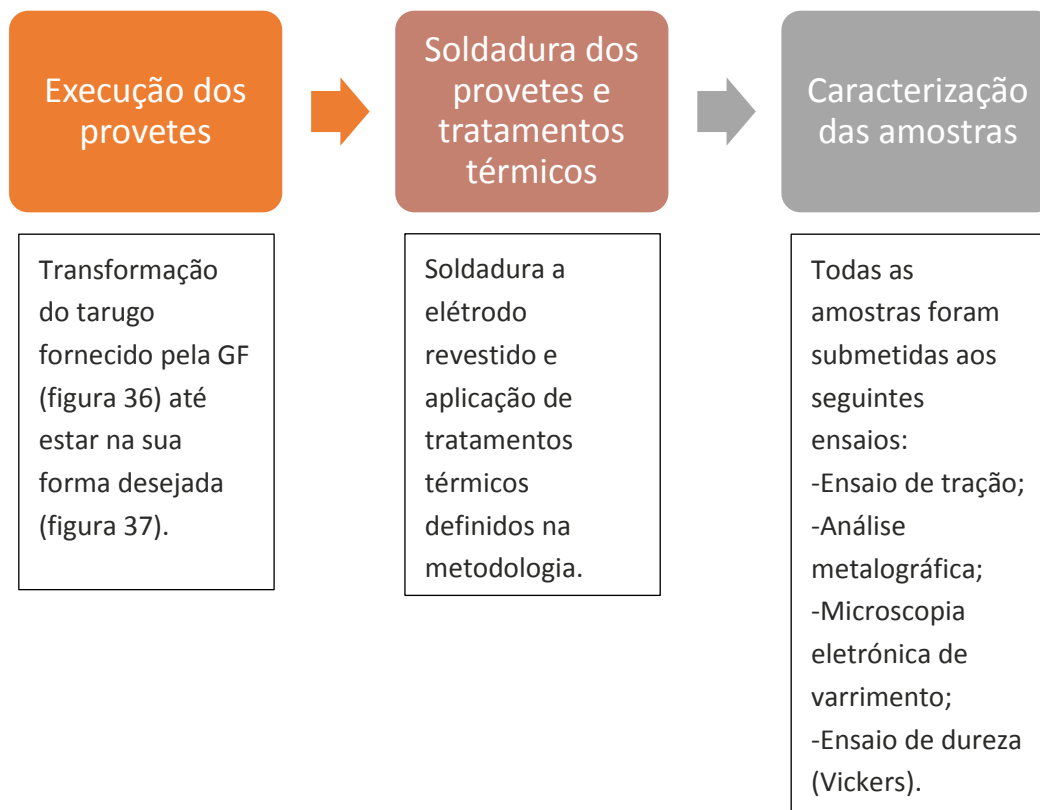 Execução dos
provetes
Transformação
do tarugo
fornecido pela GF
(figura 36) até
estar na sua
forma desejada
(figura 37).
Soldadura dos
provetes e
tratamentos
térmicos
Soldadura a
elétrodo
revestido e
aplicação de
tratamentos
térmicos
definidos na
metodologia.
Caracterização
das amostras
Todas as
amostras foram
submetidas aos
seguintes
ensaios:
-Ensaio de tração;
-Análise
metalográfica;
-Microscopia
eletrónica de
varrimento;
-Ensaio de dureza
(Vickers).